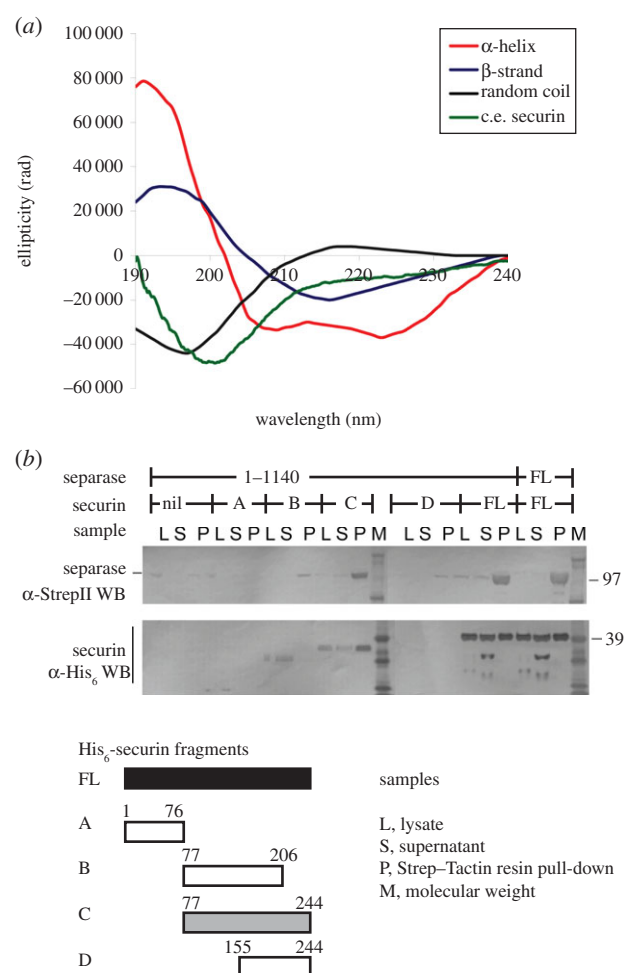 (a)
100 000
80 000
60 000
40 000
20 000
0
–20 000
–40 000
–60 000
ellipticity (rad)
190 200 210 220 230 240
wavelength (nm)
α-helix
β-strand
random coil
c.e. securin
(b)
separase 1–1140 FL
securin nil A B C D FL FL
sample L S P L S P L S P L S P M L S P L S P L S P M
separase
α-StrepII WB
– 97
securin
α-His6 WB
– 39
His6-securin fragments
FL
samples
A 1 76
L, lysate
S, supernatant
B 77 206
P, Strep–Tactin resin pull-down
M, molecular weight
C 77 244
D 155 244